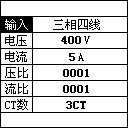 输入 三相四线
电压 400V
电流 5A
压比 0001
流比 0001
CT数 3CT